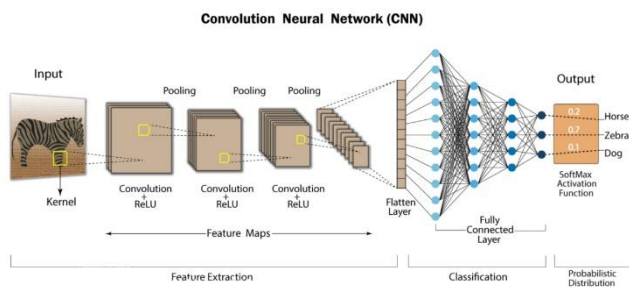 Convolution Neural Network (CNN)
Input
Pooling
Pooling
Pooling
Output
Kernel
Convolution
+
ReLU
Convolution
+
ReLU
Convolution
+
ReLU
Flatten
Layer
Fully
Connected
Layer
0.2
Horse
0.7
Zebra
0.1
Dog
SoftMax
Activation
Function
Feature Maps
Feature Extraction
Classification
Probabilistic
Distribution